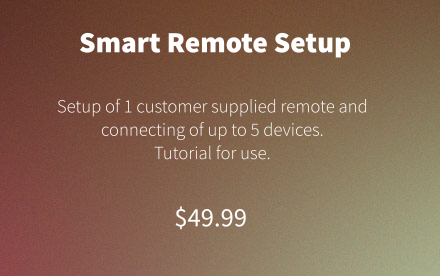 Smart Remote Setup
Setup of 1 customer supplied remote and
connecting of up to 5 devices.
Tutorial for use.
$49.99